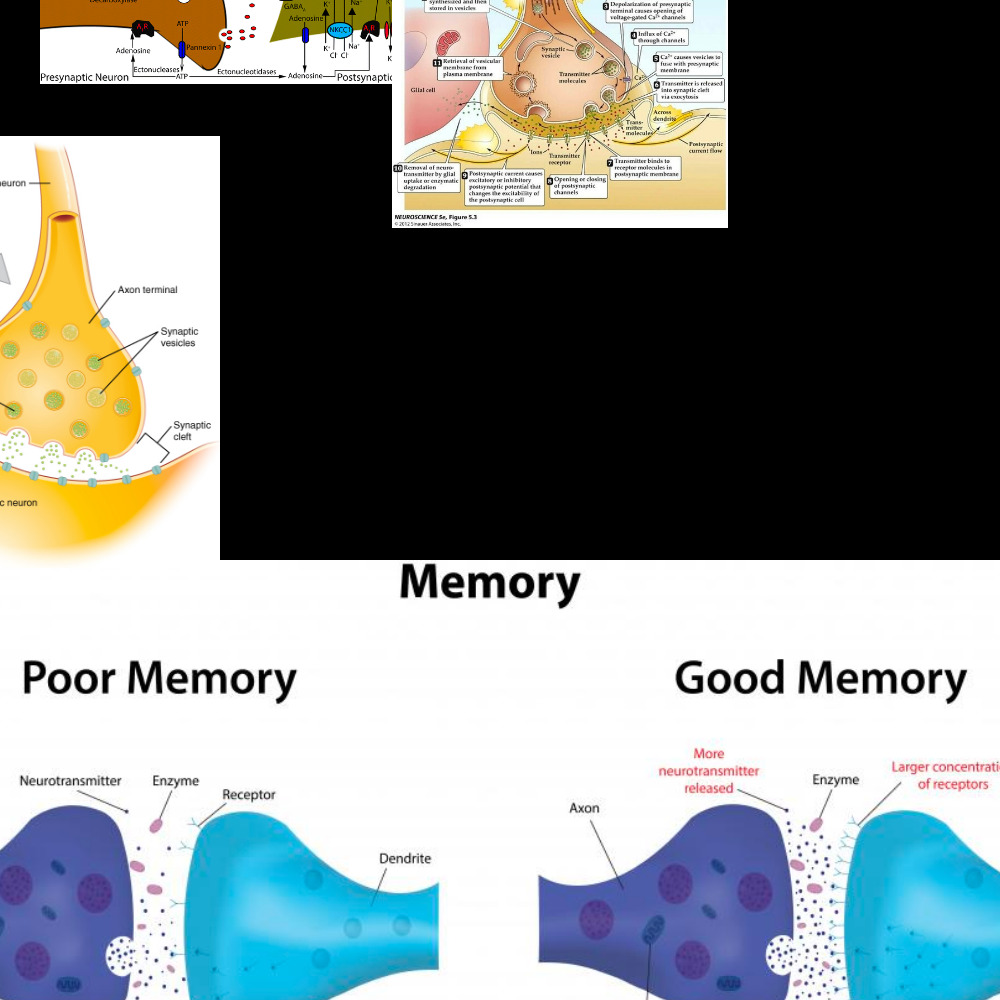 ATP
GABA
Adenosine
K⁺
Na⁺
NKCC1
Pannexin 1
Adenosine
Ectonucleases
ATP
Ectonucleotidases
Adenosine
K⁺
Cl⁻
Cl⁻
Na⁺
K
Presynaptic Neuron
Postsynaptic
synthesized and then
stored in vesicles
3 Depolarization of presynaptic
terminal causes opening of
voltage-gated Ca²⁺ channels
4 Influx of Ca²⁺
through channels
5 Ca²⁺ causes vesicles to
fuse with presynaptic
membrane
6 Transmitter is released
into synaptic cleft
via exocytosis
Synaptic
vesicle
Transmitter
molecules
Ca²⁺
11 Retrieval of vesicular
membrane from
plasma membrane
Glial cell
Across
dendrite
Trans-
mitter
molecules
Ions
Transmitter
receptor
Postsynaptic
current flow
7 Transmitter binds to
receptor molecules in
postsynaptic membrane
8 Opening or closing
of postsynaptic
channels
9 Postsynaptic current causes
excitatory or inhibitory
postsynaptic potential that
changes the excitability of
the postsynaptic cell
10 Removal of neuro-
transmitter by glial
uptake or enzymatic
degradation
NEUROSCIENCE 5e, Figure 5.3
© 2012 Sinauer Associates, Inc.
neuron
Axon terminal
Synaptic
vesicles
Synaptic
cleft
c neuron
Memory
Poor Memory
Good Memory
Neurotransmitter
Enzyme
Receptor
Dendrite
More
neurotransmitter
released
Enzyme
Larger concentrati
of receptors
Axon